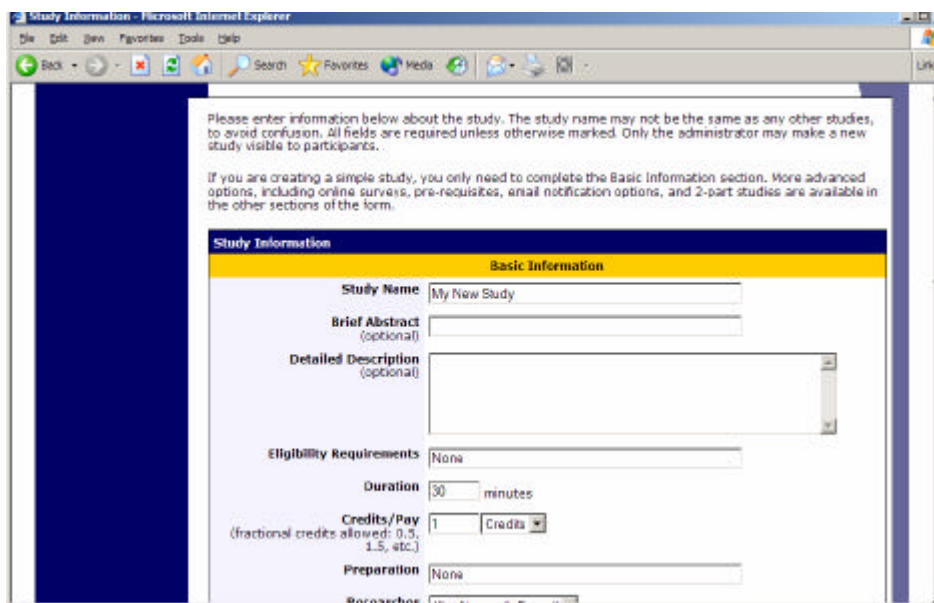 Study Information - Microsoft Internet Explorer
File Edit View Favorites Tools Help
Back Search Favorites Media
Link
Please enter information below about the study. The study name may not be the same as any other studies,
to avoid confusion. All fields are required unless otherwise marked. Only the administrator may make a new
study visible to participants.
If you are creating a simple study, you only need to complete the Basic Information section. More advanced
options, including online surveys, pre-requisites, email notification options, and 2-part studies are available in
the other sections of the form.
Study Information
Basic Information
Study Name My New Study
Brief Abstract
(optional)
Detailed Description
(optional)
Eligibility Requirements None
Duration 30 minutes
Credits/Pay 1 Credits
(fractional credits allowed: 0.5,
1.5, etc.)
Preparation None
Researcher